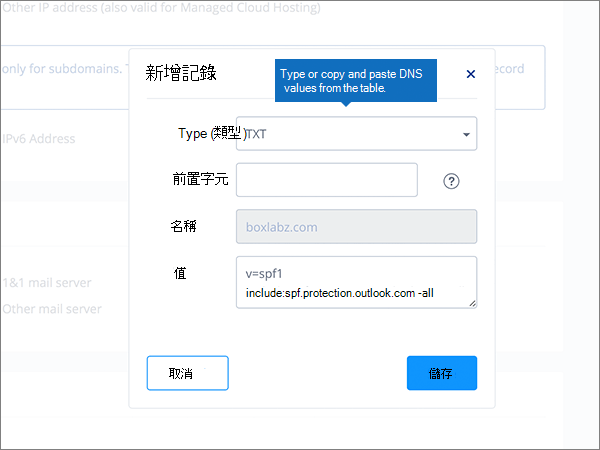 Other IP address (also valid for Managed Cloud Hosting)
新增記錄
Type or copy and paste DNS
values from the table.
only for subdomains. T
ecord
IPv6 Address
Type (類型)
TXT
前置字元
?
名稱
boxlabz.com
值
v=spf1
include:spf.protection.outlook.com -all
1&1 mail server
Other mail server
取消
儲存